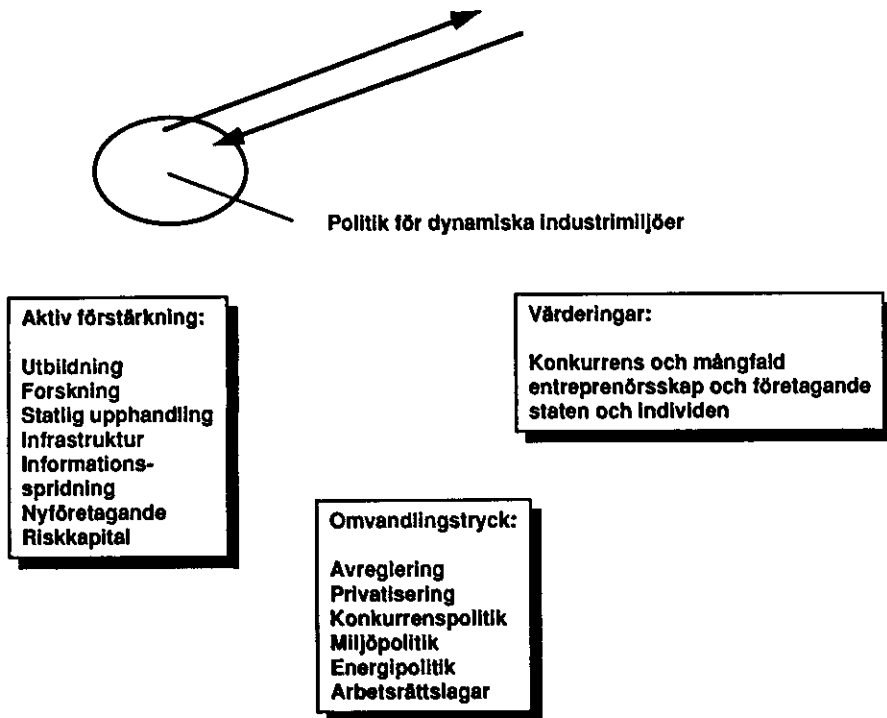 Politik för dynamiska industrimiljöer
Aktiv förstärkning:
Utbildning
Forskning
Statlig upphandling
Infrastruktur
Informations-
spridning
Nyföretagande
Riskkapital
Värderingar:
Konkurrens och mångfald
entreprenörsskap och företagande
staten och individen
Omvandlingstryck:
Avreglering
Privatisering
Konkurrenspolitik
Miljöpolitik
Energipolitik
Arbetsrättslagar